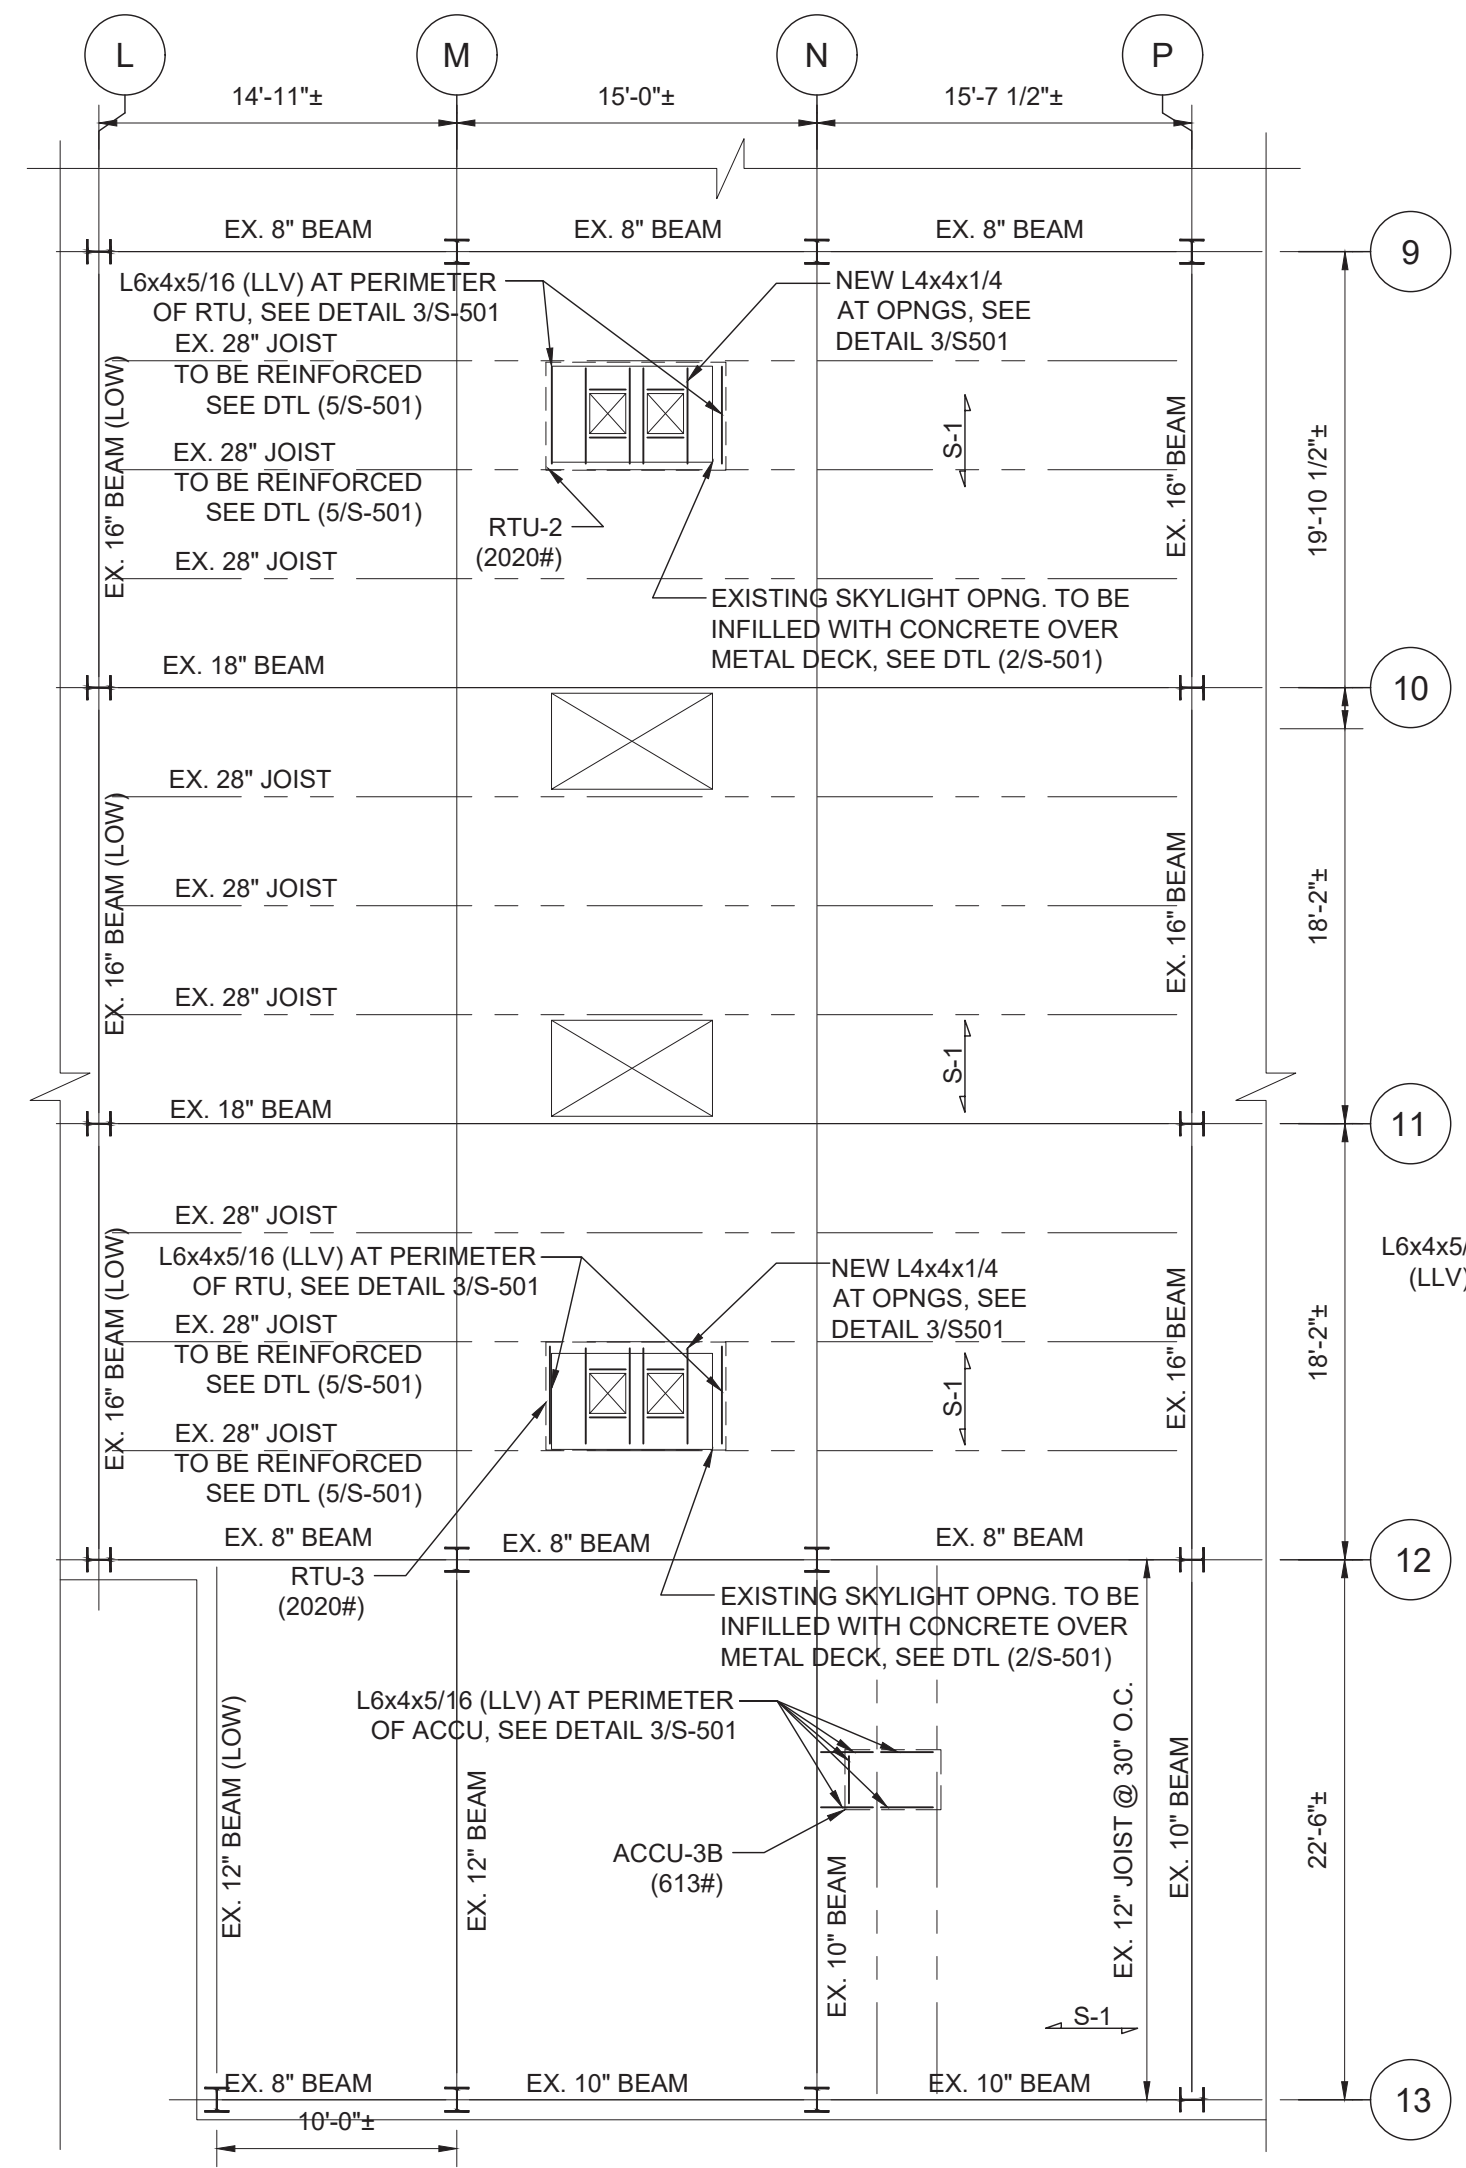 L
M
N
P
14'-11"±
15'-0"±
15'-7 1/2"±
EX. 8" BEAM
EX. 8" BEAM
EX. 8" BEAM
9
L6x4x5/16 (LLV) AT PERIMETER
OF RTU, SEE DETAIL 3/S-501
NEW L4x4x1/4
AT OPNGS, SEE
DETAIL 3/S501
EX. 28" JOIST
TO BE REINFORCED
SEE DTL (5/S-501)
EX. 16" BEAM (LOW)
S-1
EX. 16" BEAM
19'-10 1/2"±
EX. 28" JOIST
TO BE REINFORCED
SEE DTL (5/S-501)
RTU-2
(2020#)
EX. 28" JOIST
EXISTING SKYLIGHT OPNG. TO BE
INFILLED WITH CONCRETE OVER
METAL DECK, SEE DTL (2/S-501)
EX. 18" BEAM
10
EX. 28" JOIST
EX. 16" BEAM (LOW)
EX. 16" BEAM
18'-2"±
EX. 28" JOIST
EX. 28" JOIST
S-1
EX. 18" BEAM
11
EX. 28" JOIST
L6x4x5/16 (LLV) AT PERIMETER
OF RTU, SEE DETAIL 3/S-501
NEW L4x4x1/4
AT OPNGS, SEE
DETAIL 3/S501
L6x4x5/
(LLV)
EX. 16" BEAM (LOW)
EX. 28" JOIST
TO BE REINFORCED
SEE DTL (5/S-501)
S-1
EX. 16" BEAM
18'-2"±
EX. 28" JOIST
TO BE REINFORCED
SEE DTL (5/S-501)
EX. 8" BEAM
EX. 8" BEAM
EX. 8" BEAM
12
RTU-3
(2020#)
EXISTING SKYLIGHT OPNG. TO BE
INFILLED WITH CONCRETE OVER
METAL DECK, SEE DTL (2/S-501)
L6x4x5/16 (LLV) AT PERIMETER
OF ACCU, SEE DETAIL 3/S-501
EX. 12" BEAM (LOW)
EX. 12" BEAM
ACCU-3B
(613#)
EX. 10" BEAM
EX. 12" JOIST @ 30" O.C.
EX. 10" BEAM
22'-6"±
S-1
EX. 8" BEAM
EX. 10" BEAM
EX. 10" BEAM
13
10'-0"±